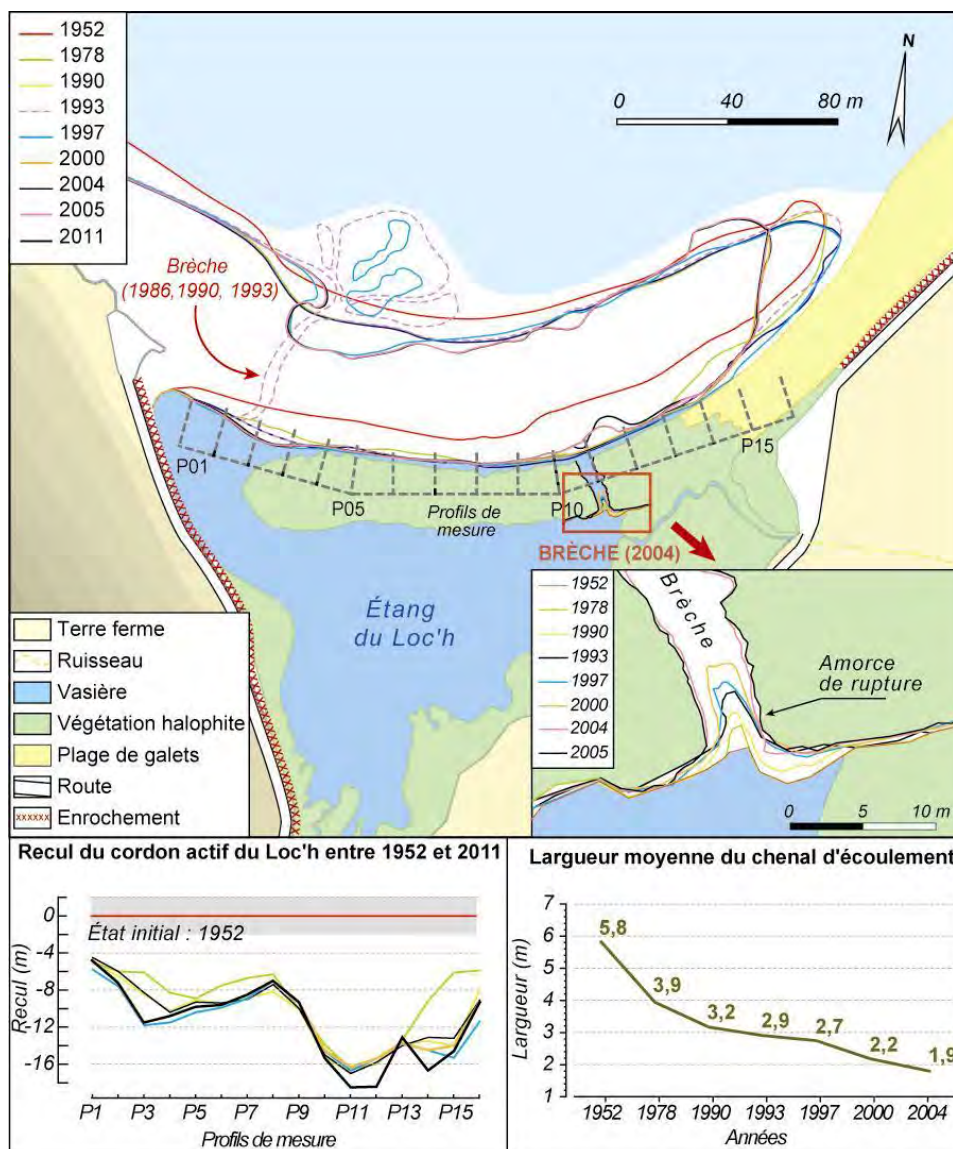 1952
1978
1990
1993
1997
2000
2004
2005
2011
N
0 40 80 m
Brèche
(1986,1990, 1993)
P01
P05
P10
P15
Profils de
mesure
BRÈCHE (2004)
Étang
du Loc'h
Terre ferme
Ruisseau
Vasière
Végétation halophite
Plage de galets
Route
Enrochement
1952
1978
1990
1993
1997
2000
2004
2005
Brèche
Amorce
de rupture
0 5 10 m
Recul du cordon actif du Loc'h entre 1952 et 2011
0
-4
-8
-12
-16
Recul (m)
État initial : 1952
P1 P3 P5 P7 P9 P11 P13 P15
Profils de mesure
Largueur moyenne du chenal d'écoulement
7
6
5
4
3
2
1
Largueur (m)
5,8
3,9
3,2
2,9
2,7
2,2
1,9
1952 1978 1990 1993 1997 2000 2004
Années